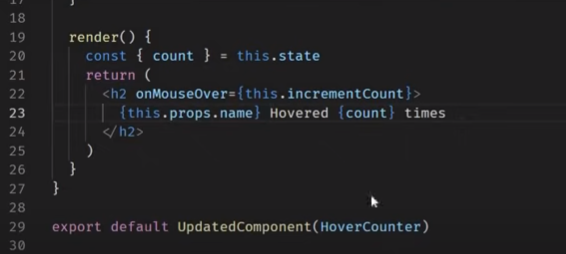 17 }
18
19 render() {
20 const { count } = this.state
21 return (
22 <h2 onMouseOver={this.incrementCount}>
23 {this.props.name} Hovered {count} times
24 </h2>
25 )
26 }
27 }
28
29 export default UpdatedComponent(HoverCounter)
30